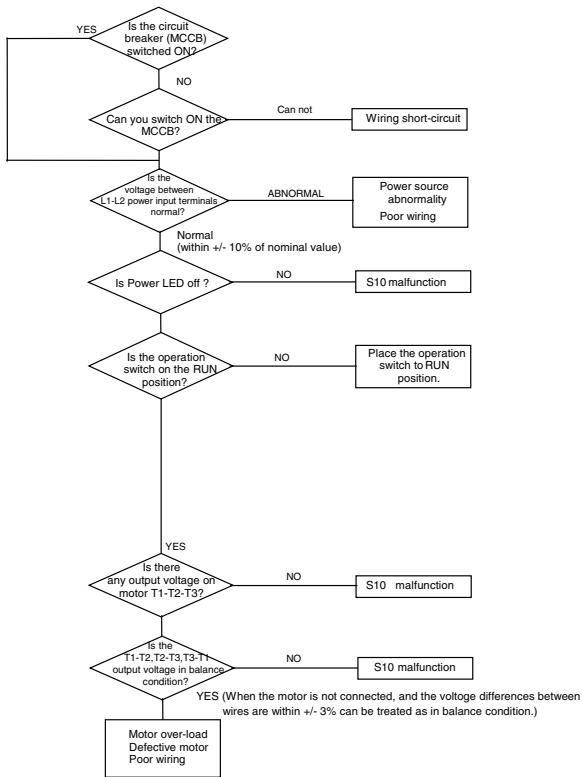 Is the circuit
breaker (MCCB)
switched ON?
YES
NO
Can you switch ON the
MCCB?
Can not
Wiring short-circuit
Is the
voltage between
L1-L2 power input terminals
normal?
ABNORMAL
Power source
abnormality
Poor wiring
Normal
(within +/- 10% of nominal value)
Is Power LED off ?
NO
S10 malfunction
Is the operation
switch on the RUN
position?
NO
Place the operation
switch to RUN
position.
YES
Is there
any output voltage on
motor T1-T2-T3?
NO
S10 malfunction
Is the
T1-T2,T2-T3,T3-T1
output voltage in balance
condition?
NO
S10 malfunction
YES (When the motor is not connected, and the voltage differences between
wires are within +/- 3% can be treated as in balance condition.)
Motor over-load
Defective motor
Poor wiring